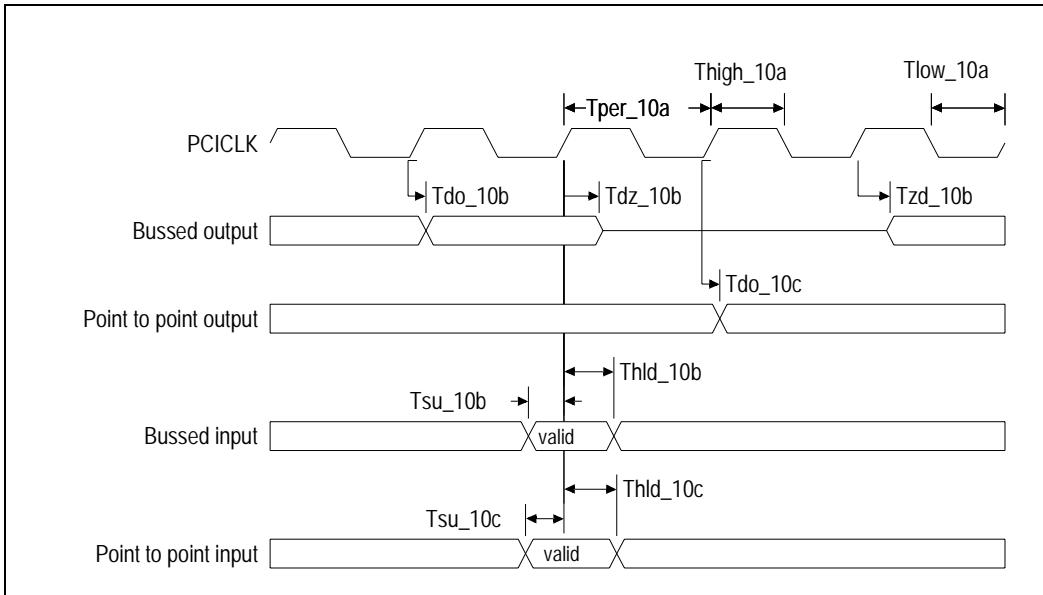 Thigh_10a
Tlow_10a
Tper_10a
PCICLK
Tdo_10b
Tdz_10b
Tzd_10b
Bussed output
Tdo_10c
Point to point output
Thld_10b
Tsu_10b
Bussed input
valid
Thld_10c
Tsu_10c
Point to point input
valid